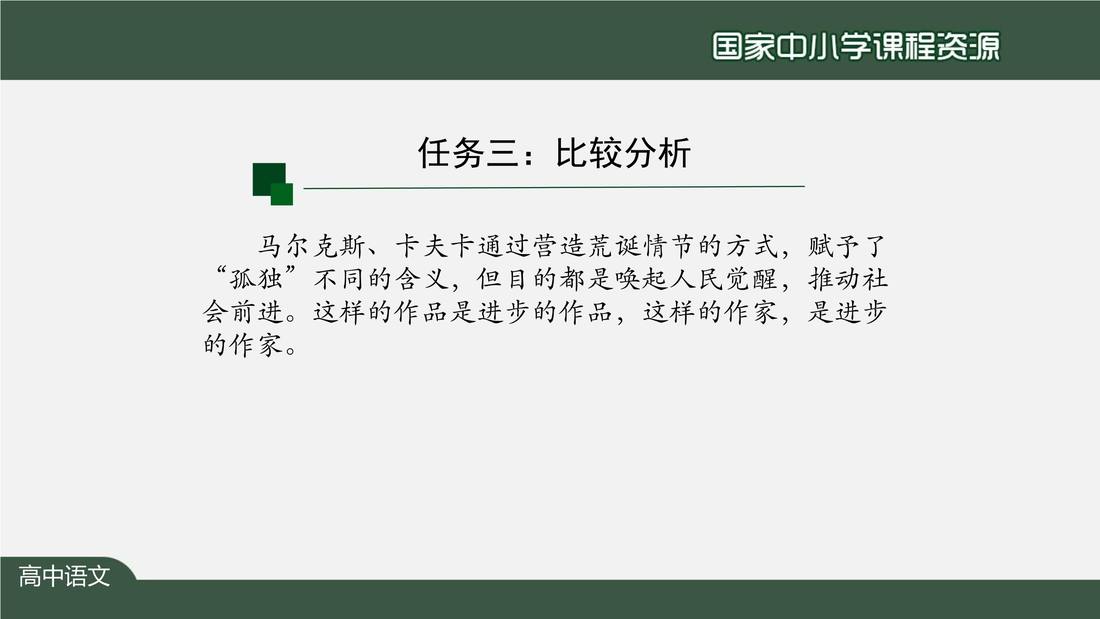 国家中小学课程资源
任务三：比较分析
马尔克斯、卡夫卡通过营造荒诞情节的方式，赋予了
“孤独”不同的含义，但目的都是唤起人民觉醒，推动社
会前进。这样的作品是进步的作品，这样的作家，是进步
的作家。
高中语文